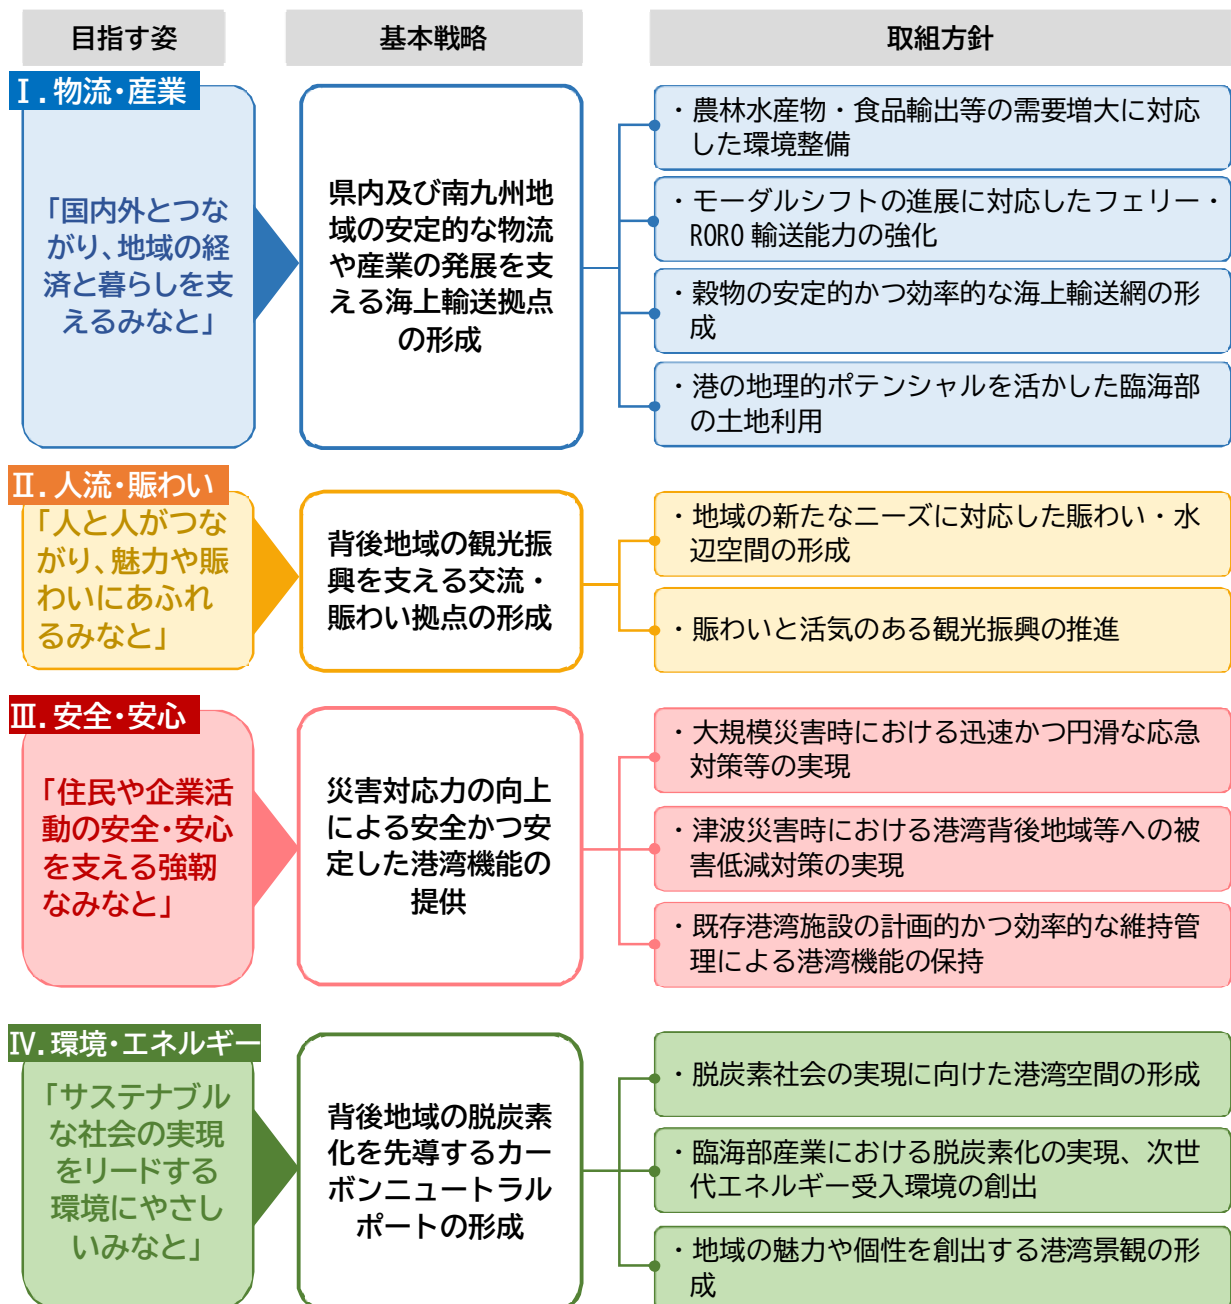 目指す姿
基本戦略
取組方針
Ⅰ.物流・産業
「国内外とつな
がり、地域の経
済と暮らしを支
えるみなと」
県内及び南九州地
域の安定的な物流
や産業の発展を支
える海上輸送拠点
の形成
・農林水産物・食品輸出等の需要増大に対応
した環境整備
・モーダルシフトの進展に対応したフェリー・
RORO輸送能力の強化
・穀物の安定的かつ効率的な海上輸送網の形
成
・港の地理的ポテンシャルを活かした臨海部
の土地利用
Ⅱ.人流・賑わい
「人と人がつな
がり、魅力や賑
わいにあふれ
るみなと」
背後地域の観光振
興を支える交流・
賑わい拠点の形成
・地域の新たなニーズに対応した賑わい・水
辺空間の形成
・賑わいと活気のある観光振興の推進
Ⅲ.安全・安心
「住民や企業活
動の安全・安心
を支える強靭
なみなと」
災害対応力の向上
による安全かつ安
定した港湾機能の
提供
・大規模災害時における迅速かつ円滑な応急
対策等の実現
・津波災害時における港湾背後地域等への被
害低減対策の実現
・既存港湾施設の計画的かつ効率的な維持管
理による港湾機能の保持
Ⅳ.環境・エネルギー
「サステナブル
な社会の実現
をリードする
環境にやさし
いみなと」
背後地域の脱炭素
化を先導するカー
ボンニュートラル
ポートの形成
・脱炭素社会の実現に向けた港湾空間の形成
・臨海部産業における脱炭素化の実現、次世
代エネルギー受入環境の創出
・地域の魅力や個性を創出する港湾景観の形
成